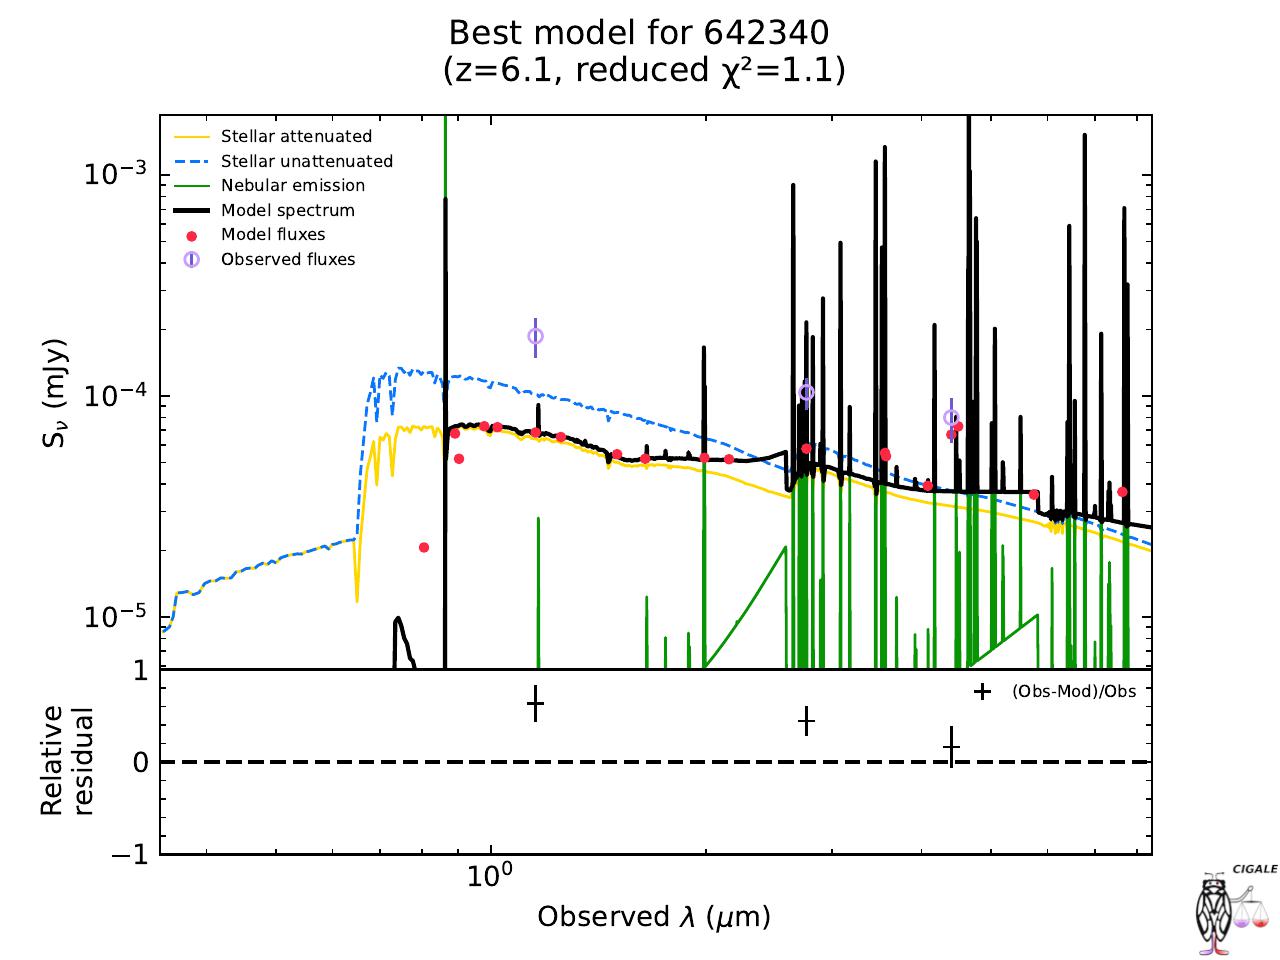 Best model for 642340
(z=6.1, reduced χ²=1.1)
Stellar attenuated
Stellar unattenuated
Nebular emission
Model spectrum
Model fluxes
Observed fluxes
10⁻³
10⁻⁴
10⁻⁵
S_ν (mJy)
1
0
−1
Relative
residual
(Obs-Mod)/Obs
10⁰
Observed λ (μm)
CIGALE